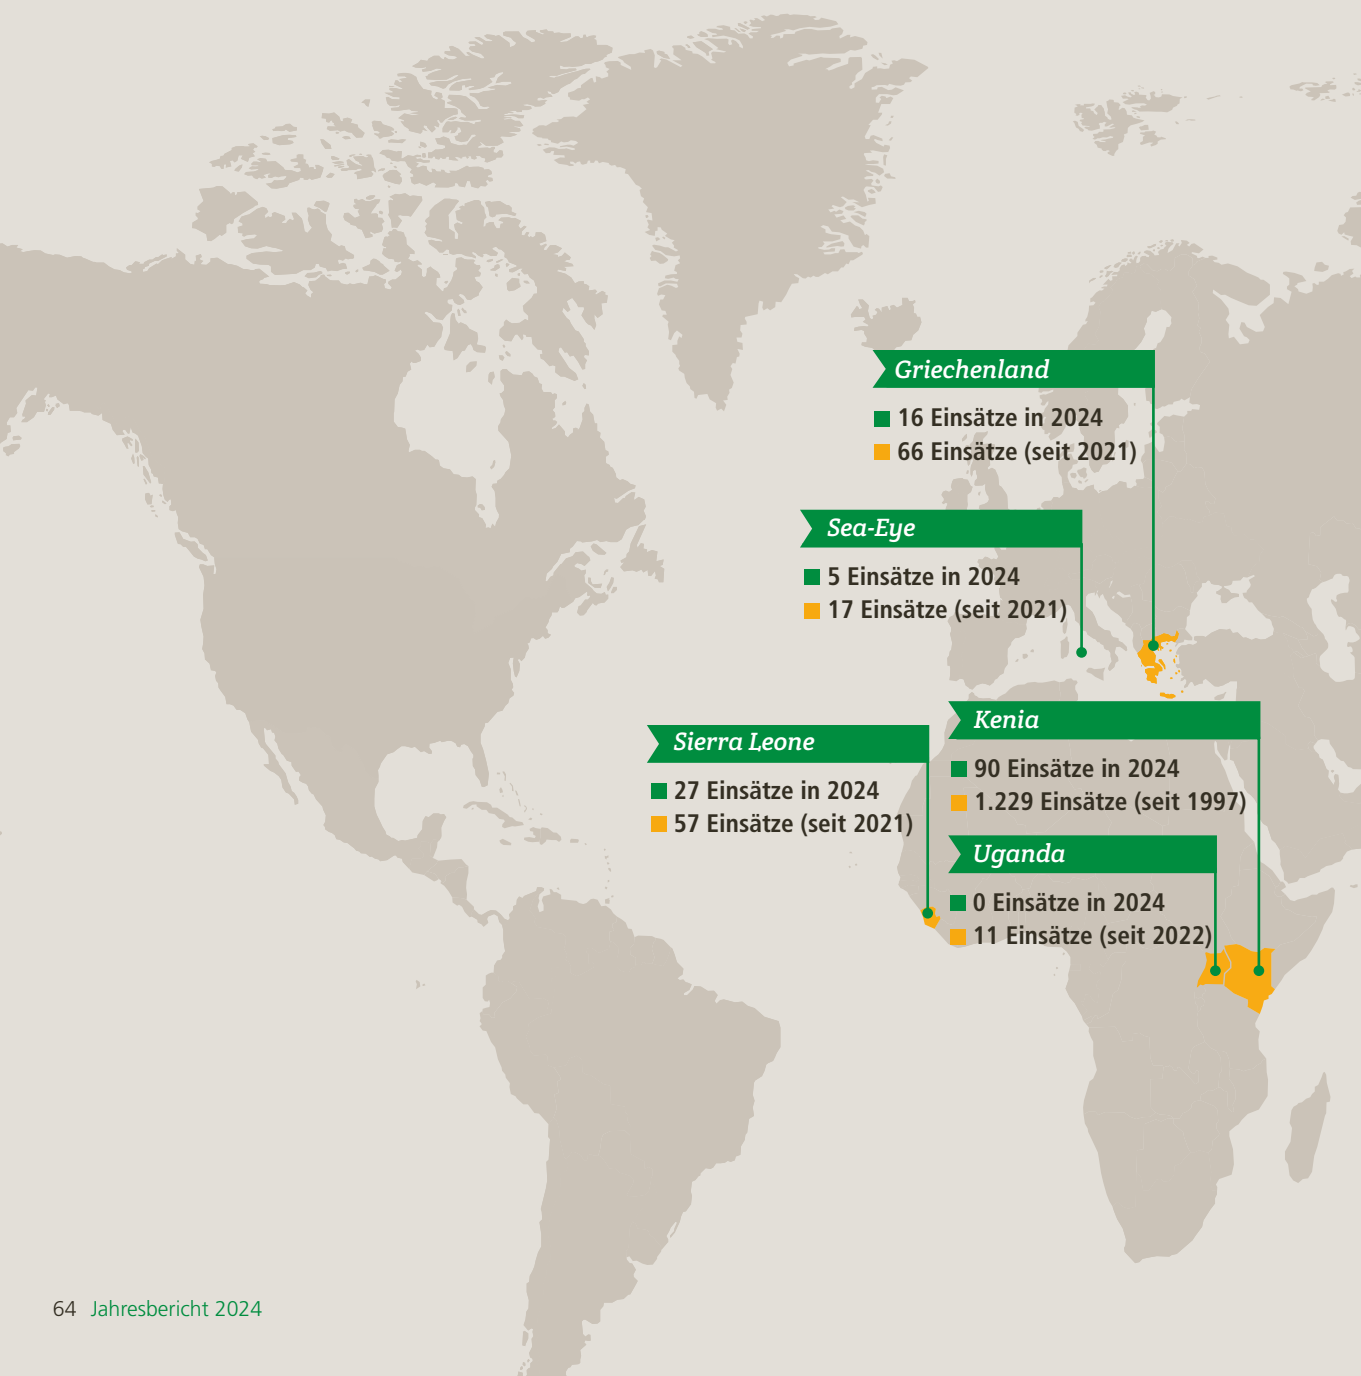 Griechenland
16 Einsätze in 2024
66 Einsätze (seit 2021)
Sea-Eye
5 Einsätze in 2024
17 Einsätze (seit 2021)
Sierra Leone
27 Einsätze in 2024
57 Einsätze (seit 2021)
Kenia
90 Einsätze in 2024
1.229 Einsätze (seit 1997)
Uganda
0 Einsätze in 2024
11 Einsätze (seit 2022)
64 Jahresbericht 2024